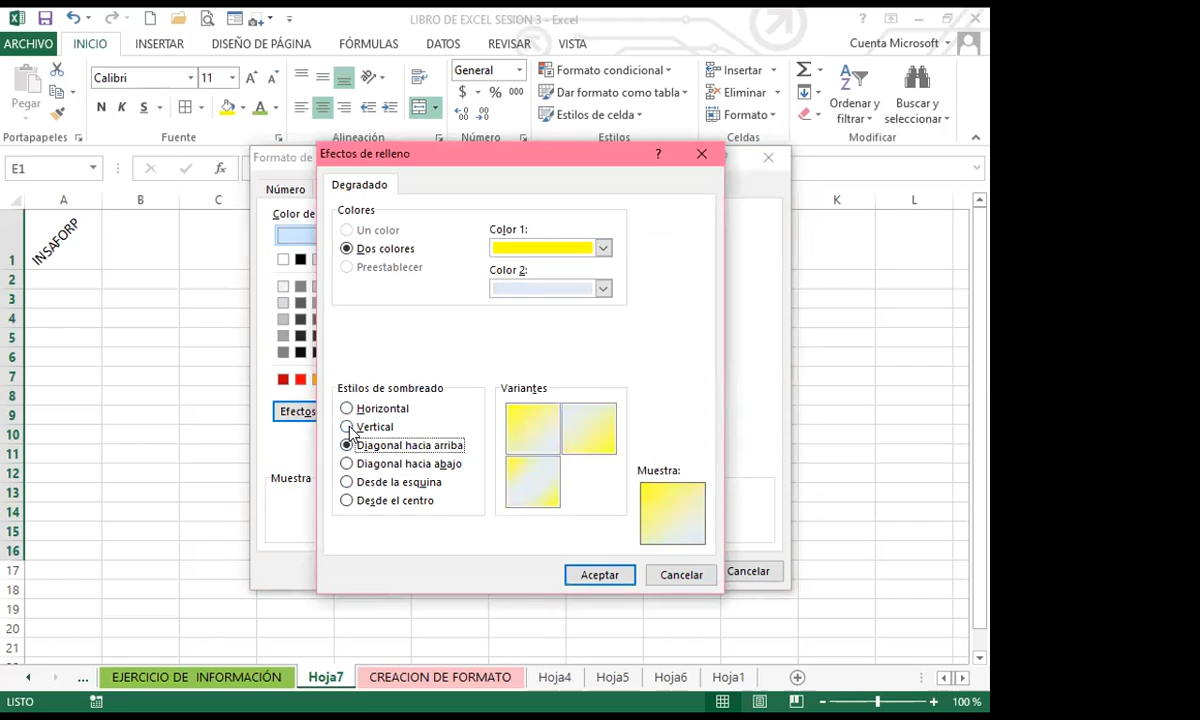 LIBRO DE EXCEL SESION 3 - Excel
ARCHIVO INICIO INSERTAR DISEÑO DE PÁGINA FÓRMULAS DATOS REVISAR VISTA Cuenta Microsoft
Pegar
Calibri 11
N K S
General
$ % 000
Formato condicional
Dar formato como tabla
Estilos de celda
Insertar
Eliminar
Formato
Ordenar y filtrar
Buscar y seleccionar
Portapapeles Fuente Alineación Número Estilos Celdas Modificar
E1 fx
A B C K L
INSAFORP
1
2
3
4
5
6
7
8
9
10
11
12
13
14
15
16
17
18
19
20
21
Formato de
Número
Color de
Efectos
Muestra
Cancelar
Efectos de relleno ?
Degradado
Colores
Un color
Dos colores
Preestablecer
Color 1:
Color 2:
Estilos de sombreado
Horizontal
Vertical
Diagonal hacia arriba
Diagonal hacia abajo
Desde la esquina
Desde el centro
Variantes
Muestra:
Aceptar Cancelar
... EJERCICIO DE INFORMACIÓN Hoja7 CREACION DE FORMATO Hoja4 Hoja5 Hoja6 Hoja1
LISTO 100 %